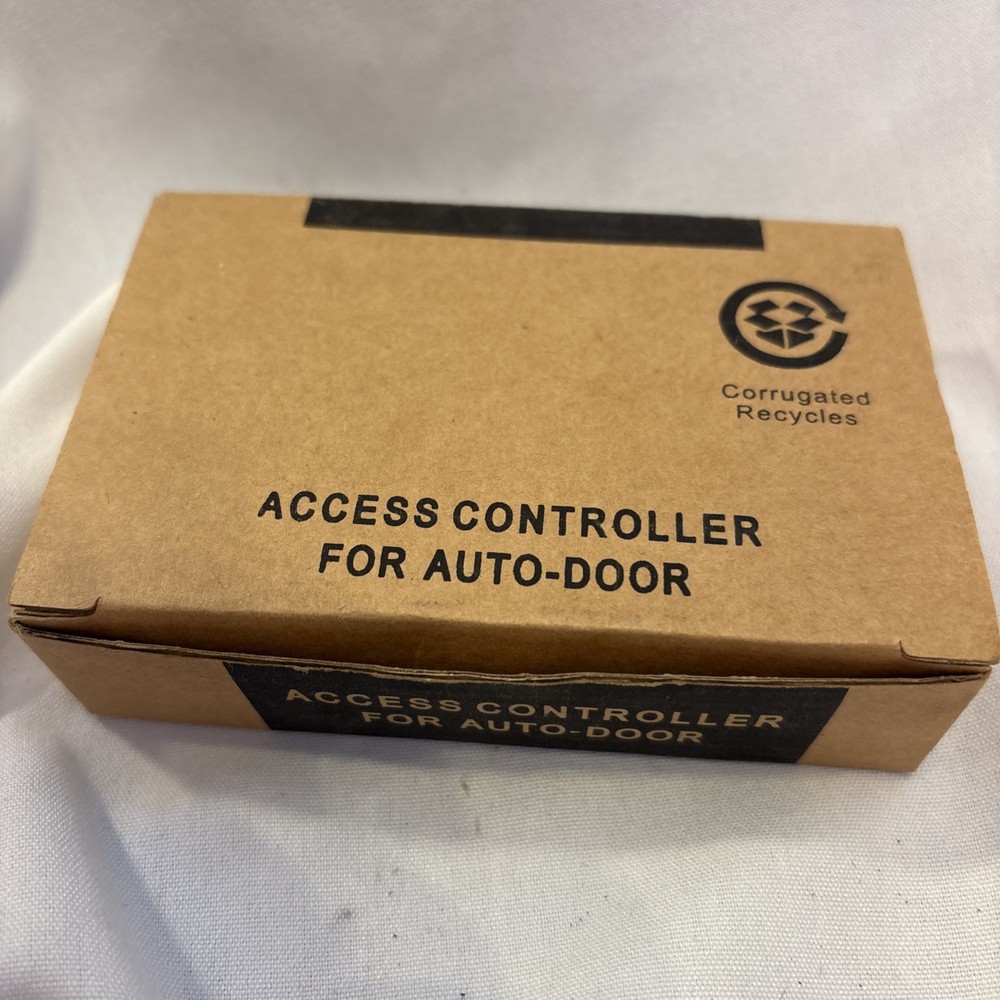 Corrugated
Recycles
ACCESS CONTROLLER
FOR AUTO-DOOR
ACCESS CONTROLLER
FOR AUTO-DOOR